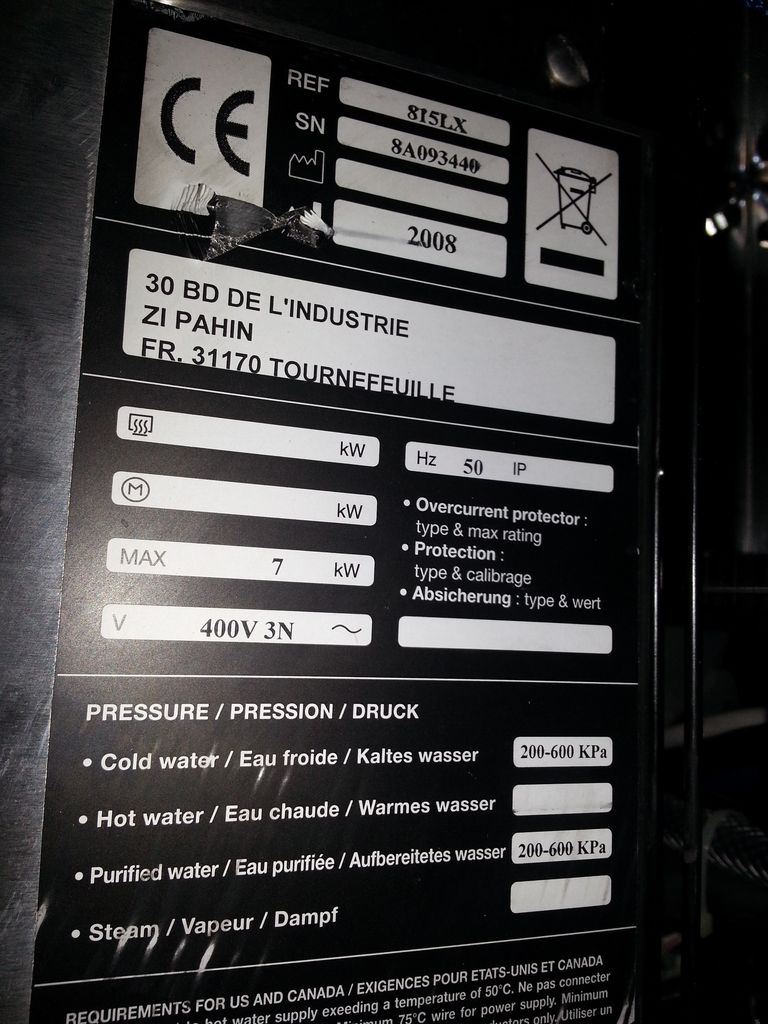 CE
REF 815LX
SN 8A093440
2008
30 BD DE L'INDUSTRIE
ZI PAHIN
FR. 31170 TOURNEFEUILLE
kW
Hz 50 IP
M kW
• Overcurrent protector :
type & max rating
• Protection :
type & calibrage
• Absicherung : type & wert
MAX 7 kW
V 400V 3N ~
PRESSURE / PRESSION / DRUCK
• Cold water / Eau froide / Kaltes wasser 200-600 KPa
• Hot water / Eau chaude / Warmes wasser
• Purified water / Eau purifiée / Aufbereitetes wasser 200-600 KPa
• Steam / Vapeur / Dampf
REQUIREMENTS FOR US AND CANADA / EXIGENCES POUR ETATS-UNIS ET CANADA
hot water supply exeeding a temperature of 50°C. Ne pas connecter
75°C wire for power supply. Minimum
only. Utiliser un